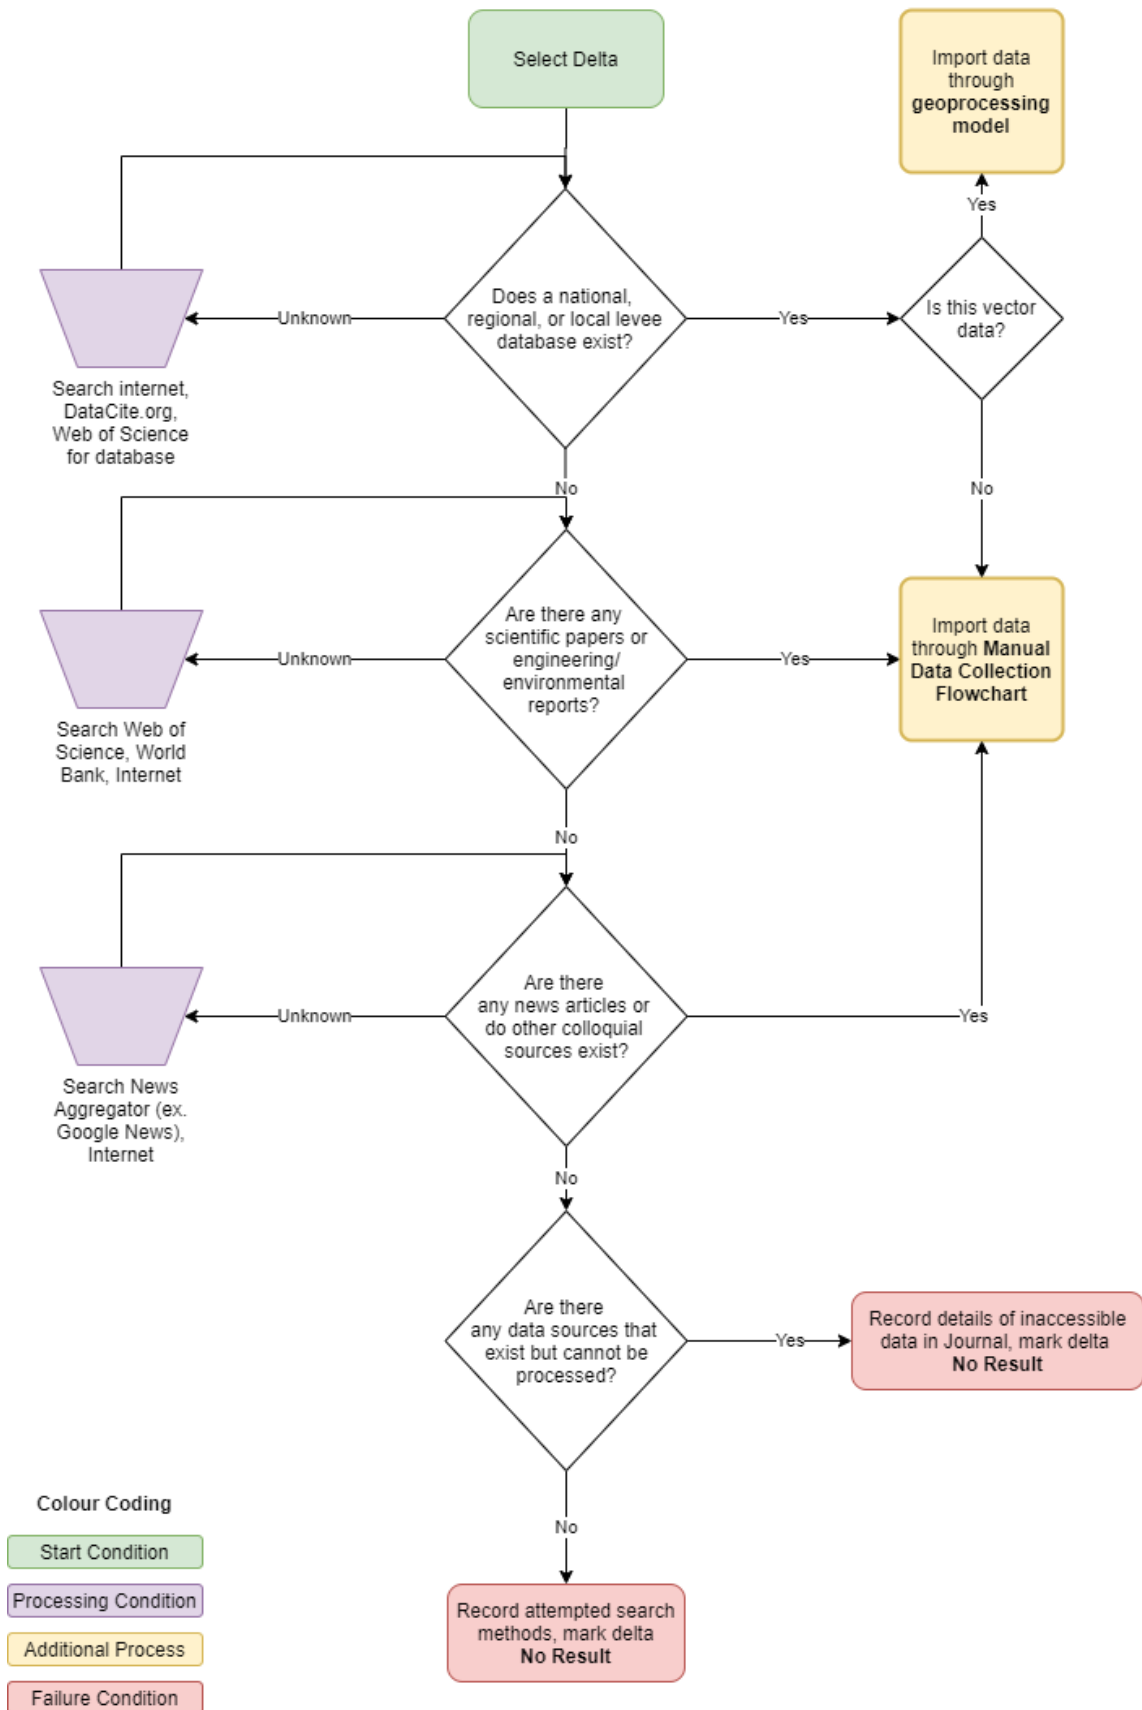 Select Delta
Import data
through
geoprocessing
model
Yes
Does a national,
regional, or local levee
database exist?
Unknown
Yes
Is this vector
data?
Search internet,
DataCite.org,
Web of Science
for database
No
No
Are there any
scientific papers or
engineering/
environmental
reports?
Unknown
Yes
Import data
through Manual
Data Collection
Flowchart
Search Web of
Science, World
Bank, Internet
No
Are there
any news articles or
do other colloquial
sources exist?
Unknown
Yes
Search News
Aggregator (ex.
Google News),
Internet
No
Are there
any data sources that
exist but cannot be
processed?
Yes
Record details of inaccessible
data in Journal, mark delta
No Result
No
Record attempted search
methods, mark delta
No Result
Colour Coding
Start Condition
Processing Condition
Additional Process
Failure Condition